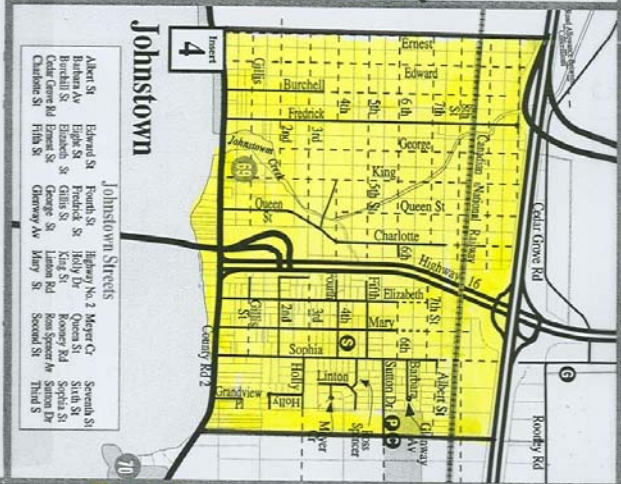 Johnstown
Insert
4
Ernest
Edward
Gillis
Burchell
Fredrick
4th
5th
6 th
7th
8th St
2nd
3rd
George
Canadian National Railway
Johnstown Creek
King
69
5th St
Queen St
Queen St
Charlotte
6th
Highway 16
Cedar Grove Rd
Fourth
Fifth
Elizabeth
7th St
Gillis St
2nd
3rd
4th
Mary
6th
S
Sophia
County Rd 2
Holly
Linton
Sutton Dr
Barbara
Albert St
G
Grandview Pl
Holly
Meyer Cr
Ross Spencer
P C
Glenway Av
Rooney Rd
70
Johnstown Streets
Albert St Edward St Fourth St Highway No. 2 Meyer Cr Seventh St
Barbara Av Eight St Fredrick St Holly Dr Queen St Sixth St
Burchill St Elizabeth St Gillis St King St Rooney Rd Sophia St
Cedar Grove Rd Ernest St George St Linton Rd Ross Spencer Av Sutton Dr
Charlotte St Fifth St Glenway Av Mary St Second St Third S